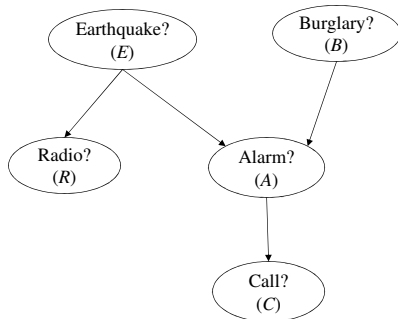 Earthquake?
(E)
Burglary?
(B)
Radio?
(R)
Alarm?
(A)
Call?
(C)